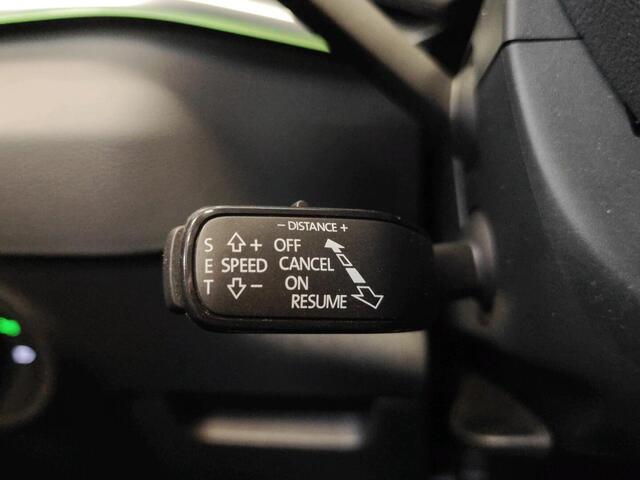 - DISTANCE +
S + OFF
E SPEED CANCEL
T - ON
RESUME